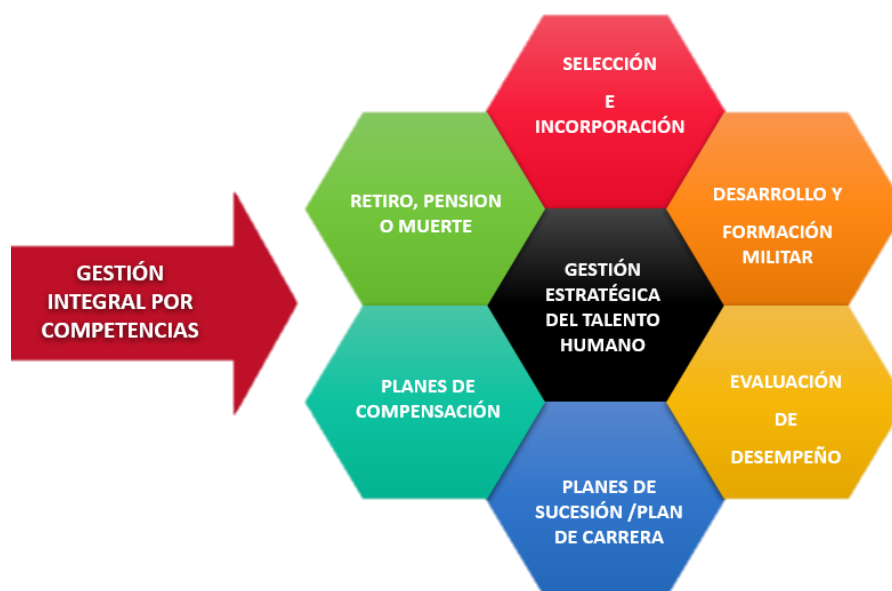 GESTIÓN
INTEGRAL POR
COMPETENCIAS
SELECCIÓN
E
INCORPORACIÓN
DESARROLLO Y
FORMACIÓN
MILITAR
EVALUACIÓN
DE
DESEMPEÑO
PLANES DE
SUCESIÓN /PLAN
DE CARRERA
PLANES DE
COMPENSACIÓN
RETIRO, PENSION
O MUERTE
GESTIÓN
ESTRATÉGICA
DEL TALENTO
HUMANO